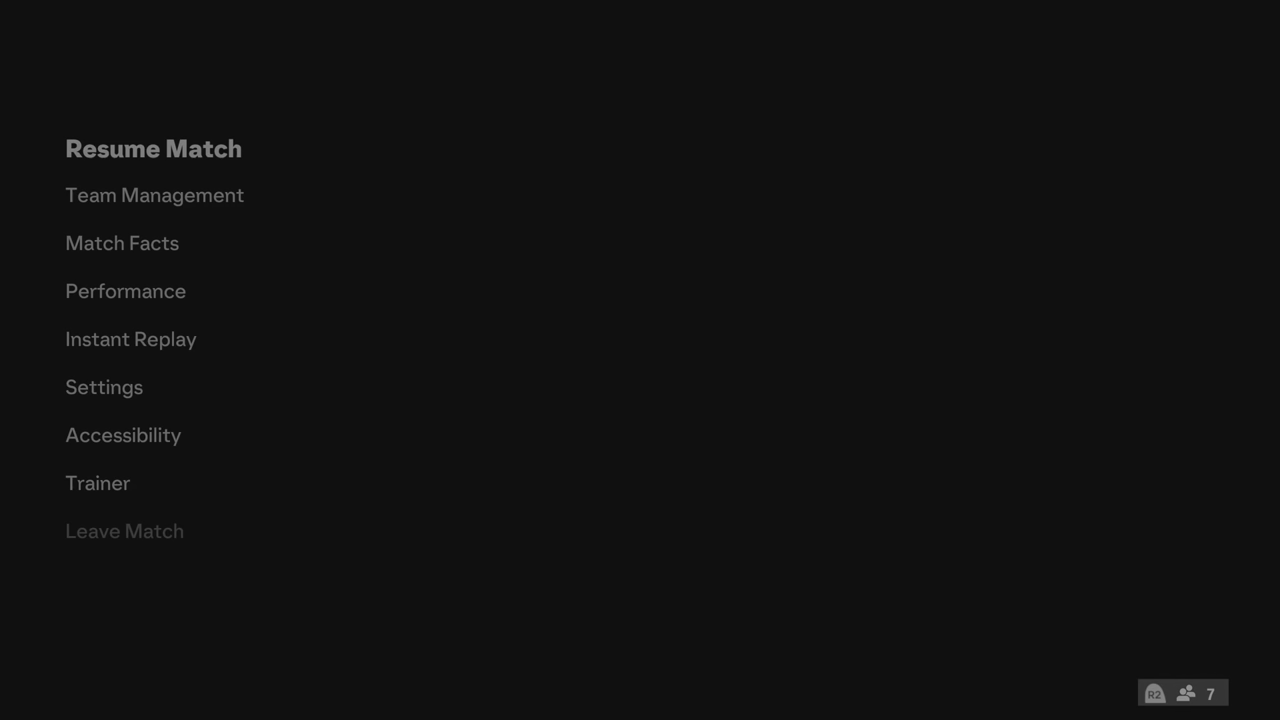 Resume Match
Team Management
Match Facts
Performance
Instant Replay
Settings
Accessibility
Trainer
Leave Match
R2 7